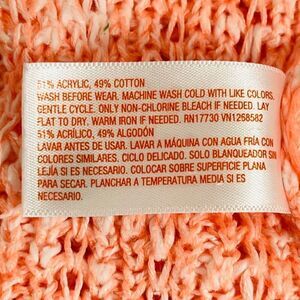 51% ACRYLIC, 49% COTTON
WASH BEFORE WEAR. MACHINE WASH COLD WITH LIKE COLORS,
GENTLE CYCLE. ONLY NON-CHLORINE BLEACH IF NEEDED. LAY
FLAT TO DRY. WARM IRON IF NEEDED. RN17730 VN1268582
51% ACRÍLICO, 49% ALGODÓN
LAVAR ANTES DE USAR. LAVAR A MÁQUINA CON AGUA FRÍA CON
COLORES SIMILARES. CICLO DELICADO. SOLO BLANQUEADOR SIN
LEJÍA SI ES NECESARIO. COLOCAR SOBRE SUPERFICIE PLANA
PARA SECAR. PLANCHAR A TEMPERATURA MEDIA SI ES
NECESARIO.